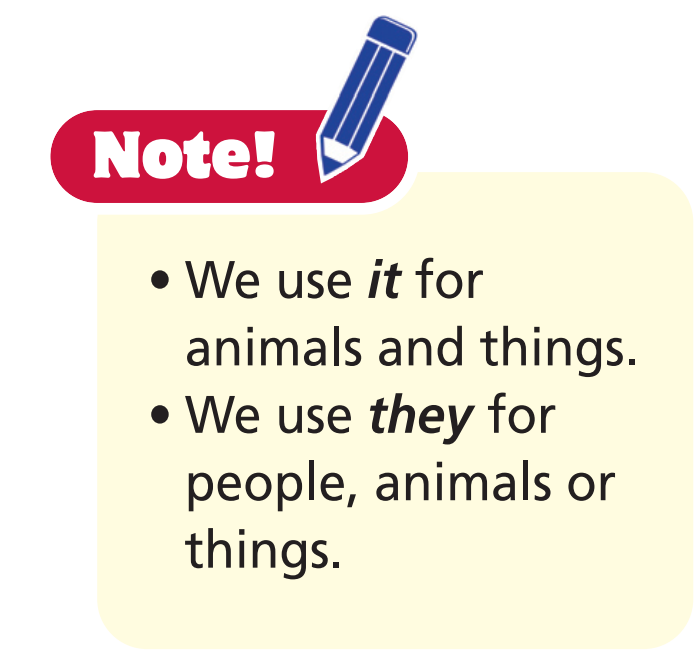 Note!
• We use it for
animals and things.
• We use they for
people, animals or
things.